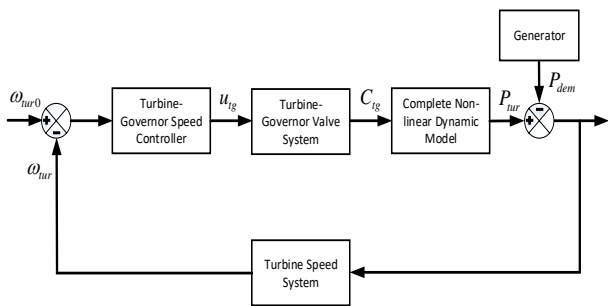 Generator
P_dem
ω_tur0
+
-
Turbine-
Governor Speed
Controller
u_tg
Turbine-
Governor Valve
System
C_tg
Complete Non-
linear Dynamic
Model
P_tur
+
-
ω_tur
Turbine Speed
System